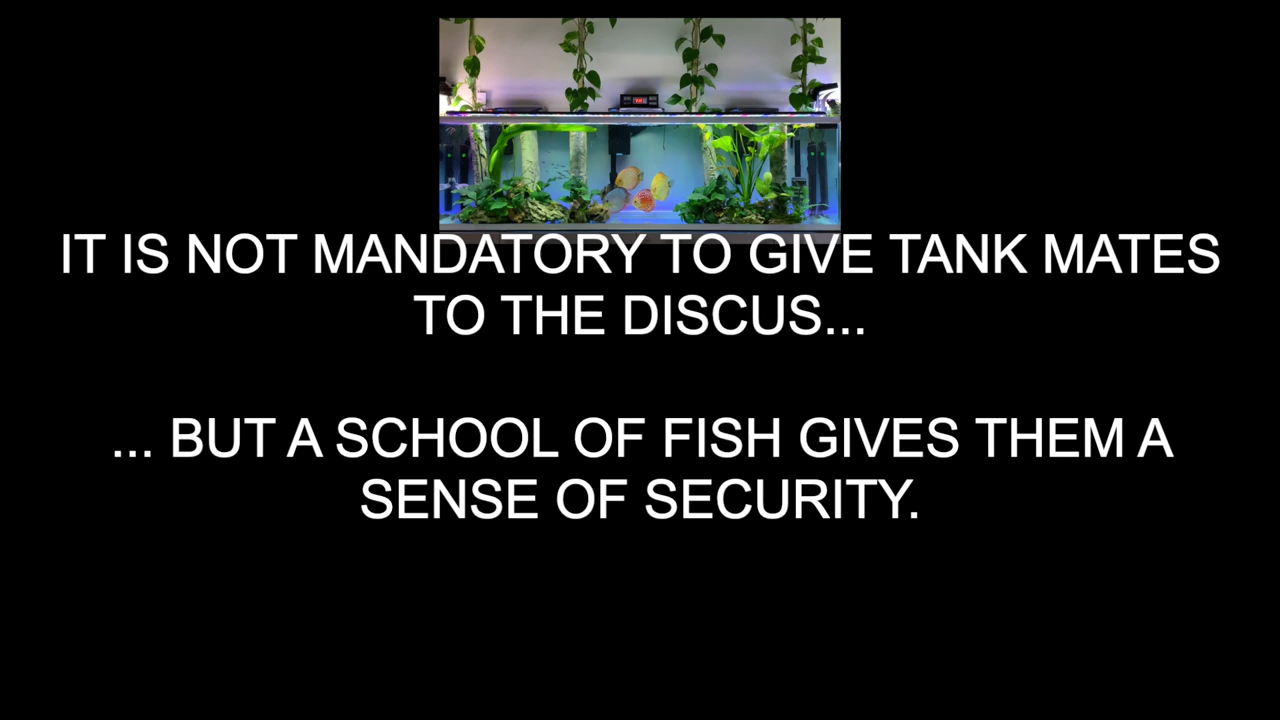 IT IS NOT MANDATORY TO GIVE TANK MATES
TO THE DISCUS...
... BUT A SCHOOL OF FISH GIVES THEM A
SENSE OF SECURITY.